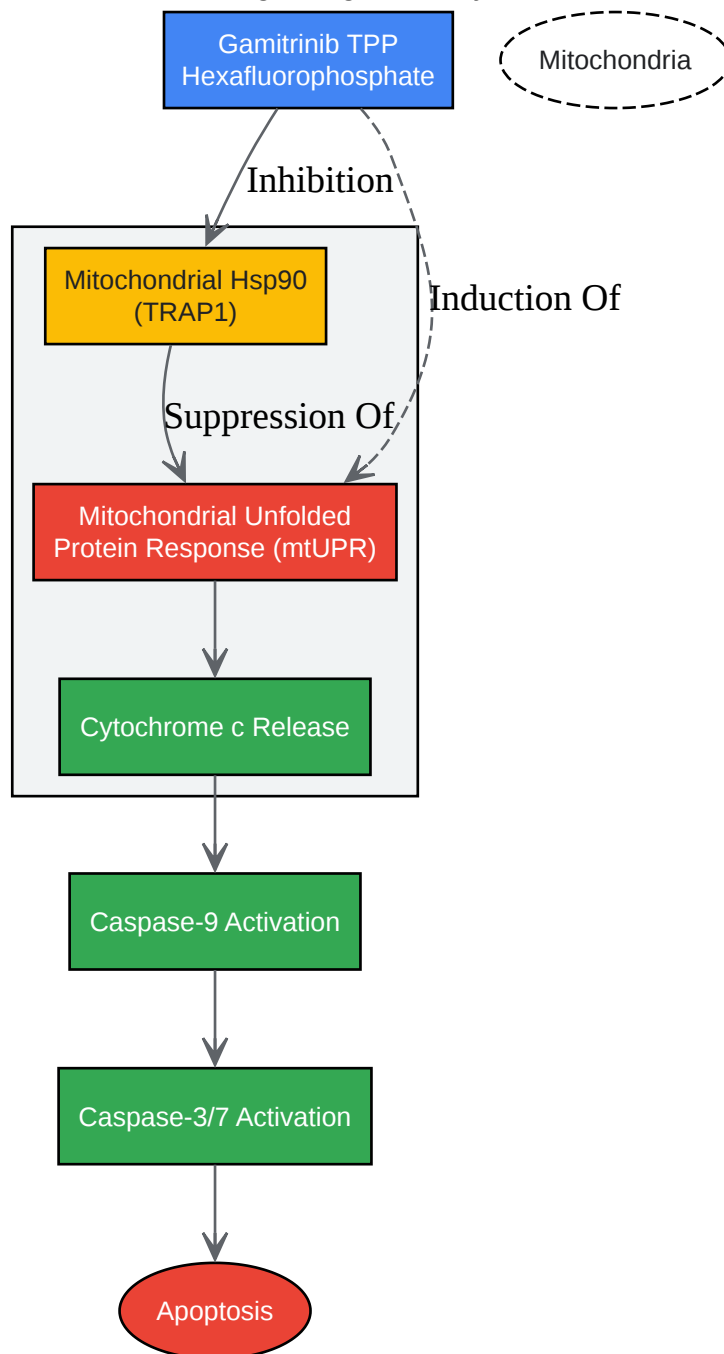 Gamitrinib TPP
Hexafluorophosphate
Mitochondria
Inhibition
Mitochondrial Hsp90
(TRAP1)
Induction Of
Suppression Of
Mitochondrial Unfolded
Protein Response (mtUPR)
Cytochrome c Release
Caspase-9 Activation
Caspase-3/7 Activation
Apoptosis